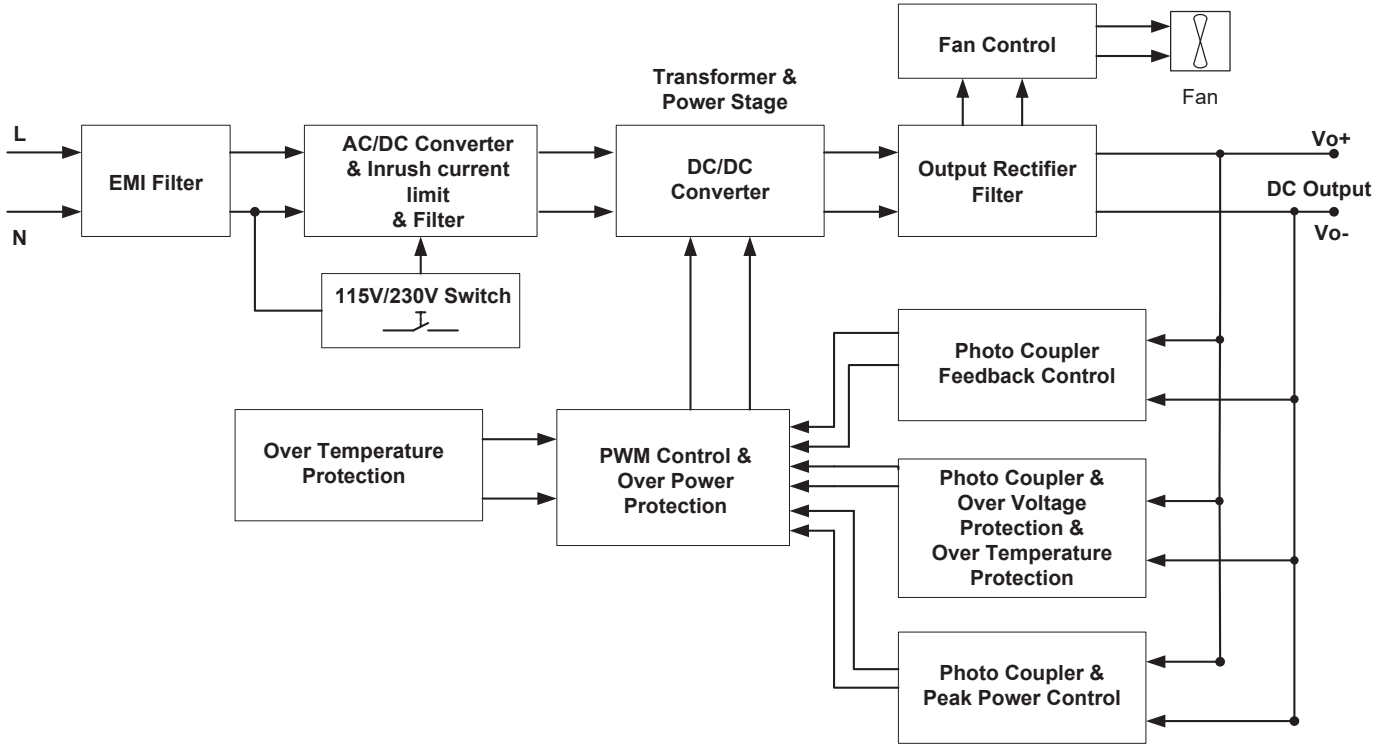 Fan Control
Fan
Transformer &
Power Stage
L
N
EMI Filter
AC/DC Converter
& Inrush current
limit
& Filter
DC/DC
Converter
Output Rectifier
Filter
Vo+
DC Output
Vo-
115V/230V Switch
Photo Coupler
Feedback Control
Over Temperature
Protection
PWM Control &
Over Power
Protection
Photo Coupler &
Over Voltage
Protection &
Over Temperature
Protection
Photo Coupler &
Peak Power Control